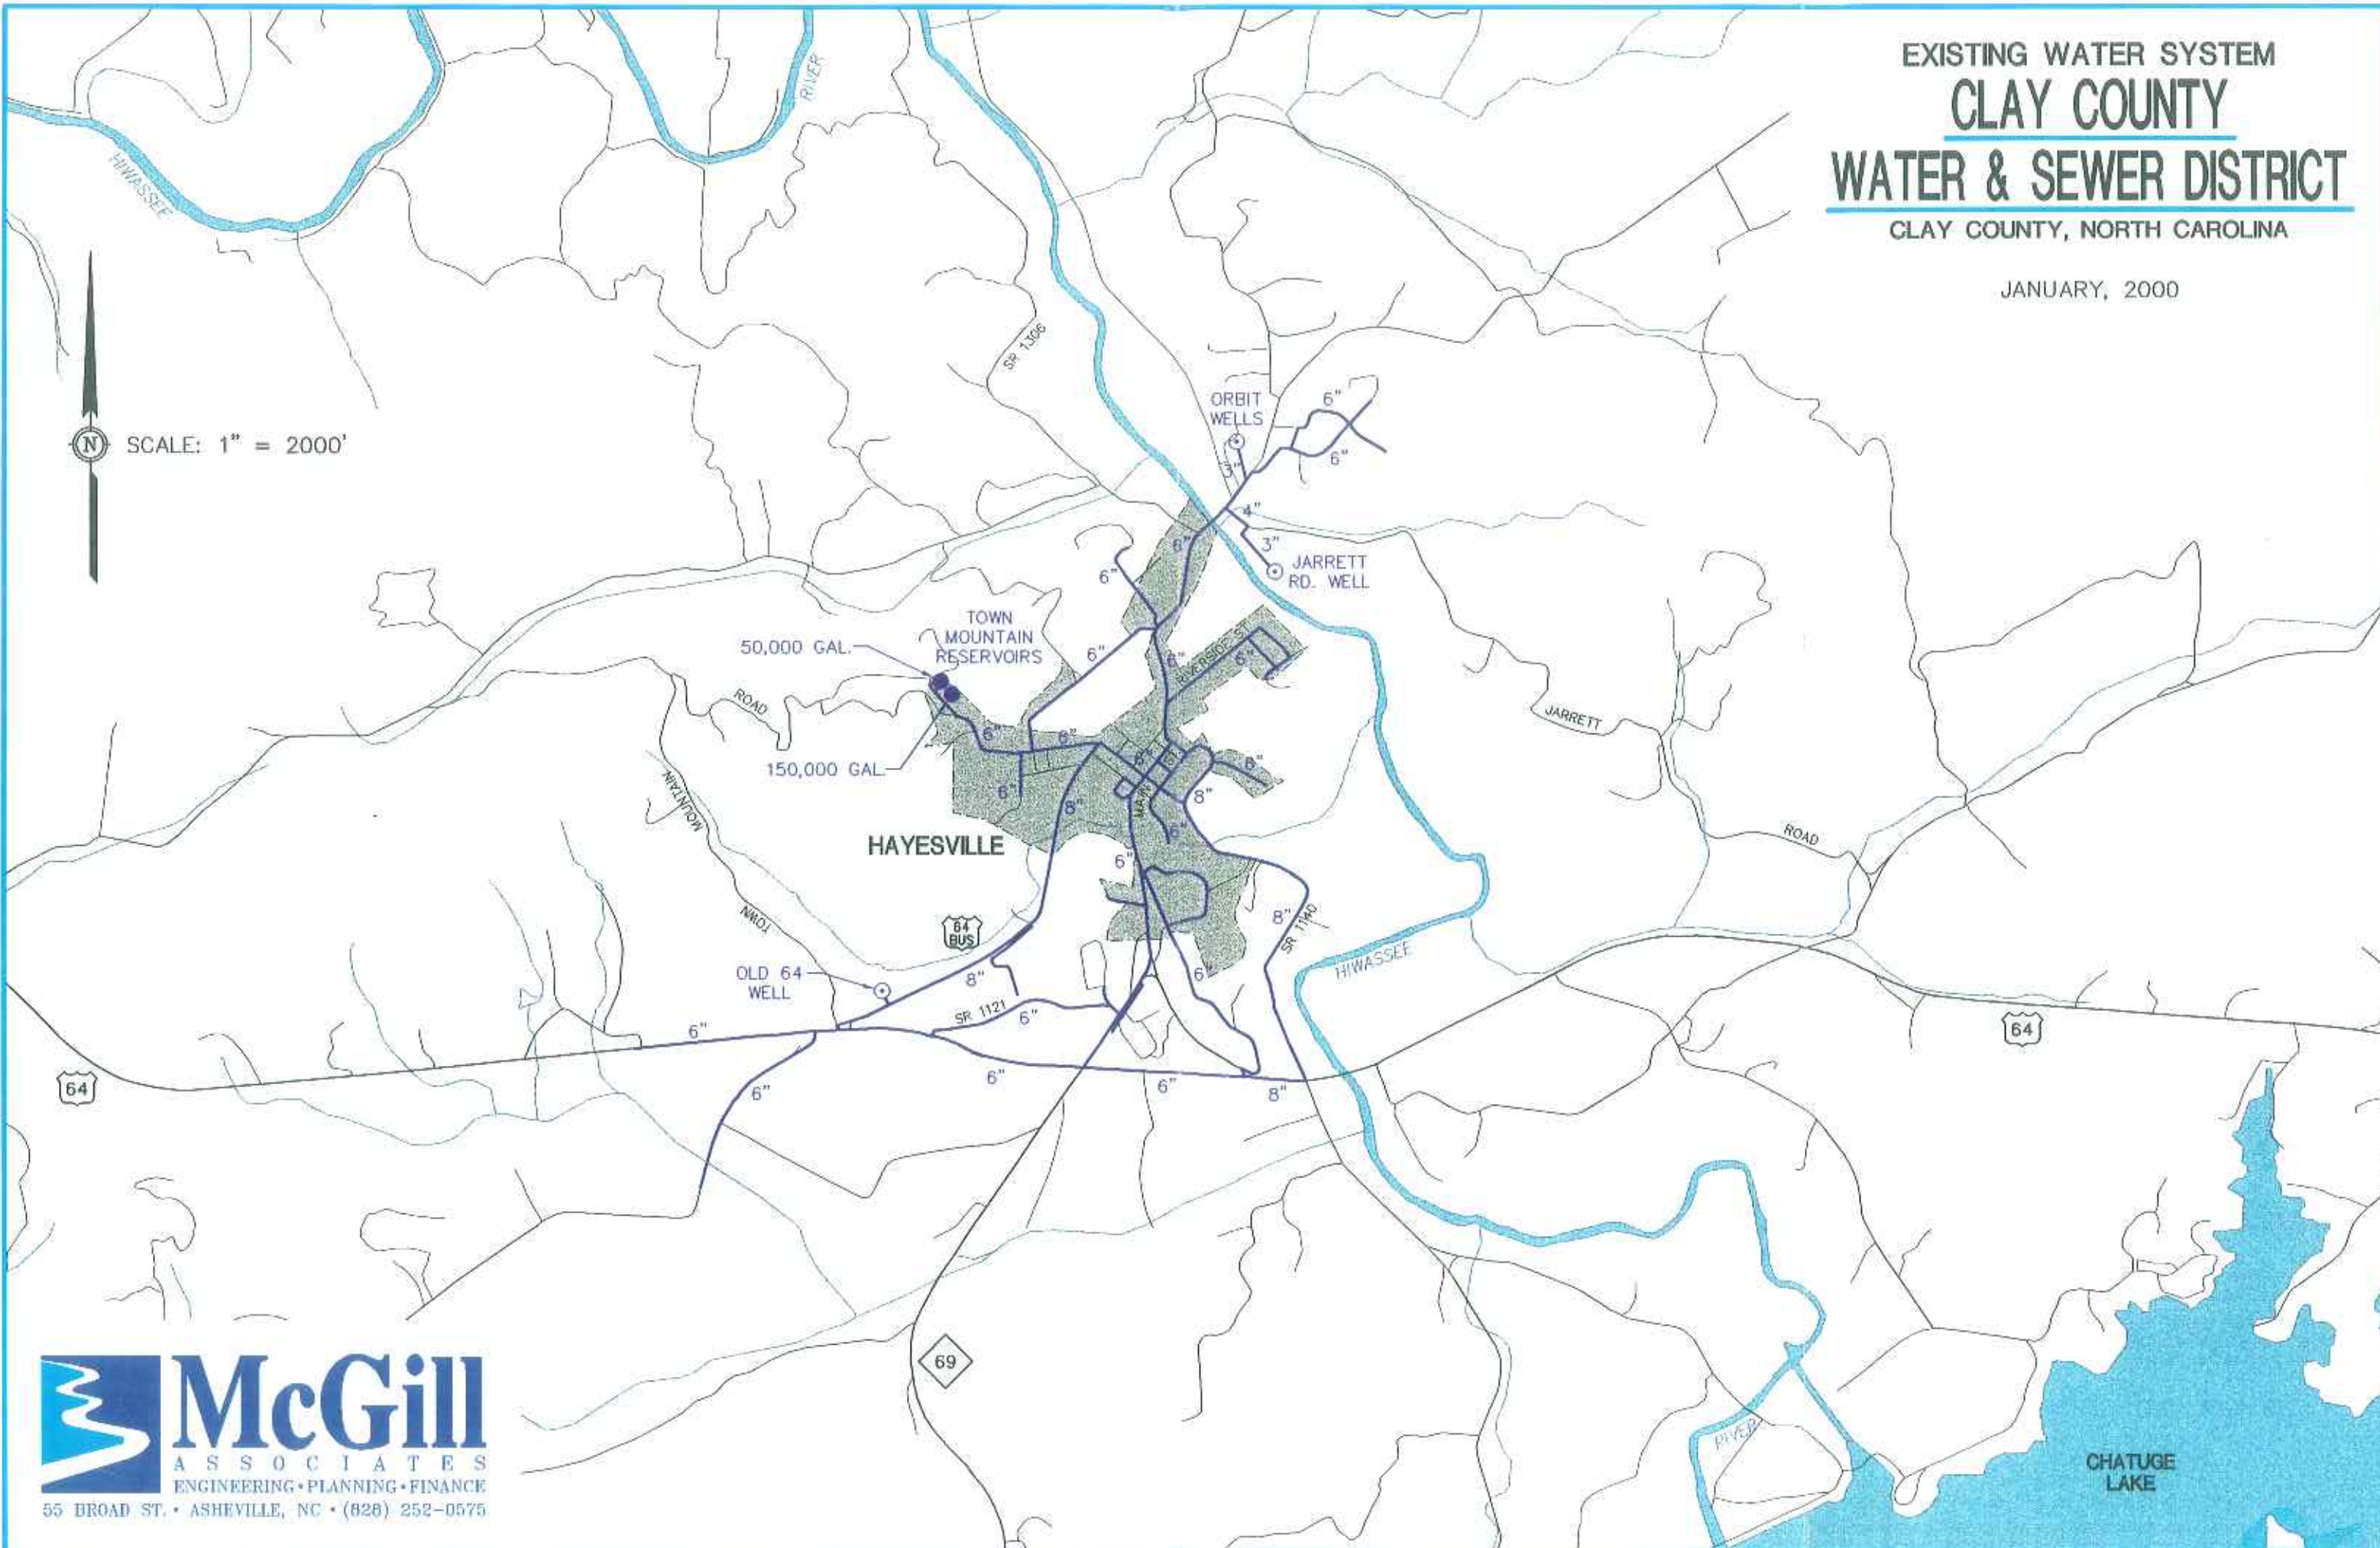 EXISTING WATER SYSTEM
CLAY COUNTY
WATER & SEWER DISTRICT
CLAY COUNTY, NORTH CAROLINA
JANUARY, 2000
RIVER
HIWASSEE
N
SCALE: 1" = 2000'
SR 1306
ORBIT
WELLS
6"
6"
3"
4"
3"
JARRETT
RD. WELL
6"
6"
TOWN
MOUNTAIN
RESERVOIRS
50,000 GAL.
6"
6"
RIVERSIDE ST.
6"
ROAD
JARRETT
6"
6"
150,000 GAL.
6"
6"
8"
MAIN
8"
6"
6"
MOUNTAIN
HAYESVILLE
ROAD
6"
TOWN
64
BUS
8"
SR 1140
HIWASSEE
OLD 64
WELL
8"
6"
SR 1121
6"
6"
64
64
6"
6"
6"
8"
69
RIVER
CHATUGE
LAKE
McGill
ASSOCIATES
ENGINEERING•PLANNING•FINANCE
55 BROAD ST. • ASHEVILLE, NC • (828) 252-0575